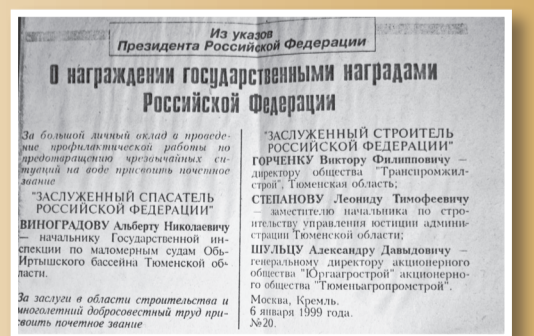 Из указов
Президента Российской Федерации
О награждении государственными наградами
Российской Федерации
За большой личный вклад в проведе-
ние профилактической работы по
предотвращению чрезвычайных си-
туаций на воде присвоить почетное
звание
"ЗАСЛУЖЕННЫЙ СПАСАТЕЛЬ
РОССИЙСКОЙ ФЕДЕРАЦИИ"
ВИНОГРАДОВУ Альберту Николаевичу
— начальнику Государственной ин-
спекции по маломерным судам Обь-
Иртышского бассейна Тюменской об-
ласти.
За заслуги в области строительства и
многолетний добросовестный труд при-
своить почетное звание
"ЗАСЛУЖЕННЫЙ СТРОИТЕЛЬ
РОССИЙСКОЙ ФЕДЕРАЦИИ"
ГОРЧЕНКУ Виктору Филипповичу —
директору общества "Транспромжил-
строй", Тюменская область;
СТЕПАНОВУ Леониду Тимофеевичу
— заместителю начальника по стро-
ительству управления юстиции админи-
страции Тюменской области;
ШУЛЬЦУ Александру Давыдовичу —
генеральному директору акционерного
общества "Юргаагрострой" акционерно-
го общества "Тюменьагропромстрой".
Москва, Кремль.
6 января 1999 года.
№20.